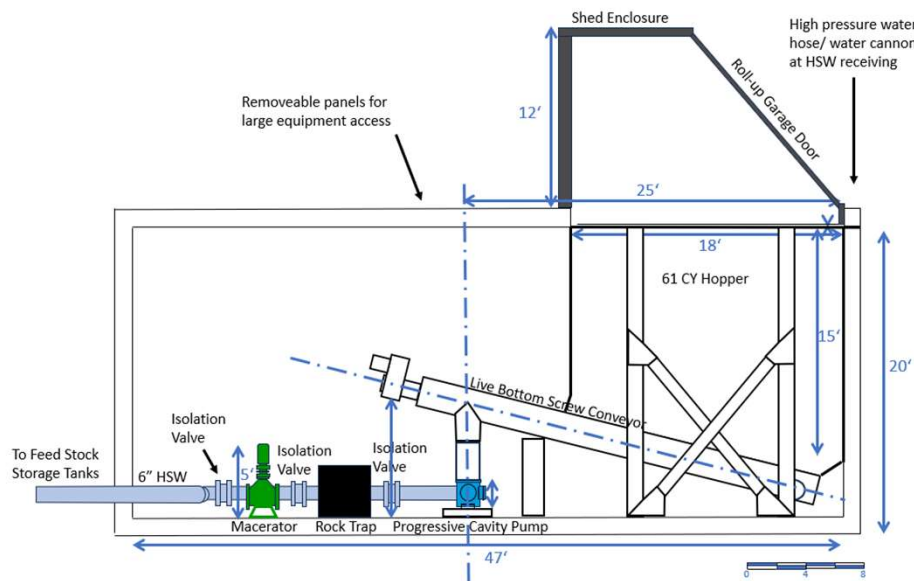 Shed Enclosure
High pressure water
hose/ water cannon
at HSW receiving
Roll-up Garage Door
Removeable panels for
large equipment access
12‘
25‘
18‘
61 CY Hopper
15‘
20‘
Live Bottom Screw Conveyor
Isolation
Valve
To Feed Stock
Storage Tanks
6” HSW
5‘
Isolation
Valve
Isolation
Valve
Macerator
Rock Trap
Progressive Cavity Pump
47‘
0
4
8